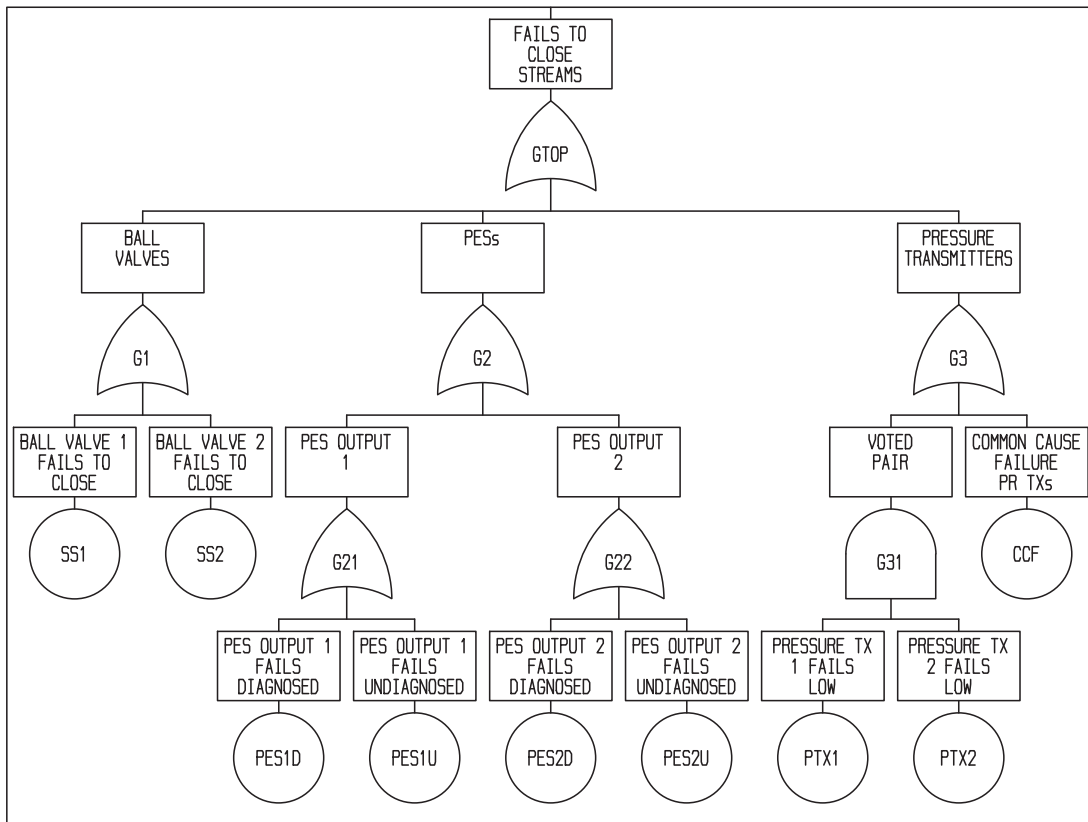 FAILS TO
CLOSE
STREAMS
GTOP
BALL
VALVES
PESs
PRESSURE
TRANSMITTERS
G1
G2
G3
BALL VALVE 1
FAILS TO
CLOSE
BALL VALVE 2
FAILS TO
CLOSE
PES OUTPUT
1
PES OUTPUT
2
VOTED
PAIR
COMMON CAUSE
FAILURE
PR TXs
SS1
SS2
G21
G22
G31
CCF
PES OUTPUT 1
FAILS
DIAGNOSED
PES OUTPUT 1
FAILS
UNDIAGNOSED
PES OUTPUT 2
FAILS
DIAGNOSED
PES OUTPUT 2
FAILS
UNDIAGNOSED
PRESSURE TX
1 FAILS
LOW
PRESSURE TX
2 FAILS
LOW
PES1D
PES1U
PES2D
PES2U
PTX1
PTX2